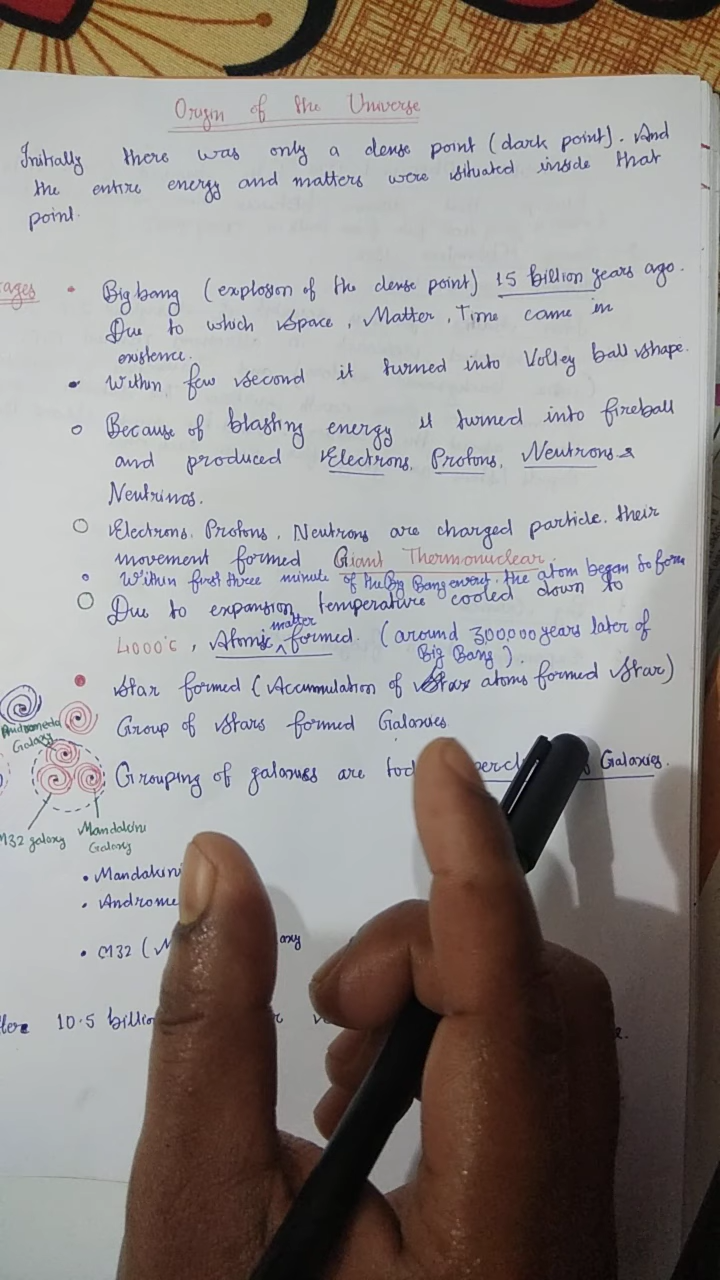 Origin of the Universe
Initially there was only a dense point (dark point). And
the entire energy and matters were situated inside that
point.
ages • Big bang (explosion of the dense point) 15 billion years ago.
Due to which Space, Matter, Time came in
existence.
• Within few second it turned into Volley ball shape.
Because of blasting energy it turned into fireball
and produced Electrons, Protons, Neutrons &
Neutrinos.
Electrons, Protons, Neutrons are charged particle. their
movement formed Giant Thermonuclear.
Within first three minute of the Big Bang event. the atom began to form
Due to expansion temperature cooled down to
matter
4000°C, Atomic ^ formed. (around 300,000 years later of
Big Bang).
• Star formed (Accumulation of atoms formed Star)
Group of Stars formed Galaxies
Andromeda
Galaxy
Grouping of galaxies are Galaxies.
M32 galaxy
Mandakini
Galaxy
• Mandakini
• Androme
• M32 (
axy
10.5 billio